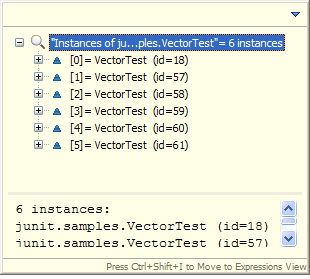 "Instances of ju...ples.VectorTest"= 6 instances
[0]= VectorTest (id=18)
[1]= VectorTest (id=57)
[2]= VectorTest (id=58)
[3]= VectorTest (id=59)
[4]= VectorTest (id=60)
[5]= VectorTest (id=61)
6 instances:
junit.samples.VectorTest (id=18)
junit.samples.VectorTest (id=57)
Press Ctrl+Shift+I to Move to Expressions View